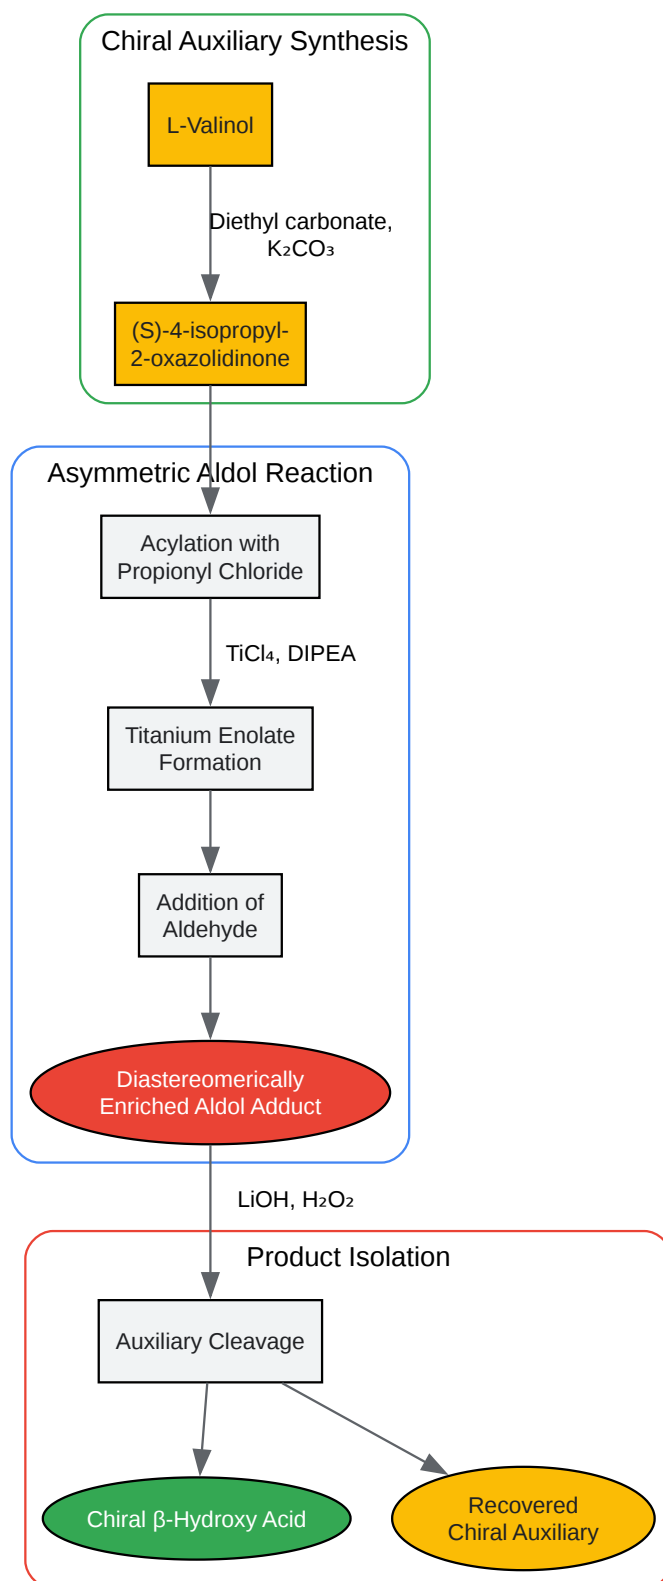 Chiral Auxiliary Synthesis
L-Valinol
Diethyl carbonate,
K₂CO₃
(S)-4-isopropyl-
2-oxazolidinone
Asymmetric Aldol Reaction
Acylation with
Propionyl Chloride
TiCl₄, DIPEA
Titanium Enolate
Formation
Addition of
Aldehyde
Diastereomerically
Enriched Aldol Adduct
LiOH, H₂O₂
Product Isolation
Auxiliary Cleavage
Chiral β-Hydroxy Acid
Recovered
Chiral Auxiliary